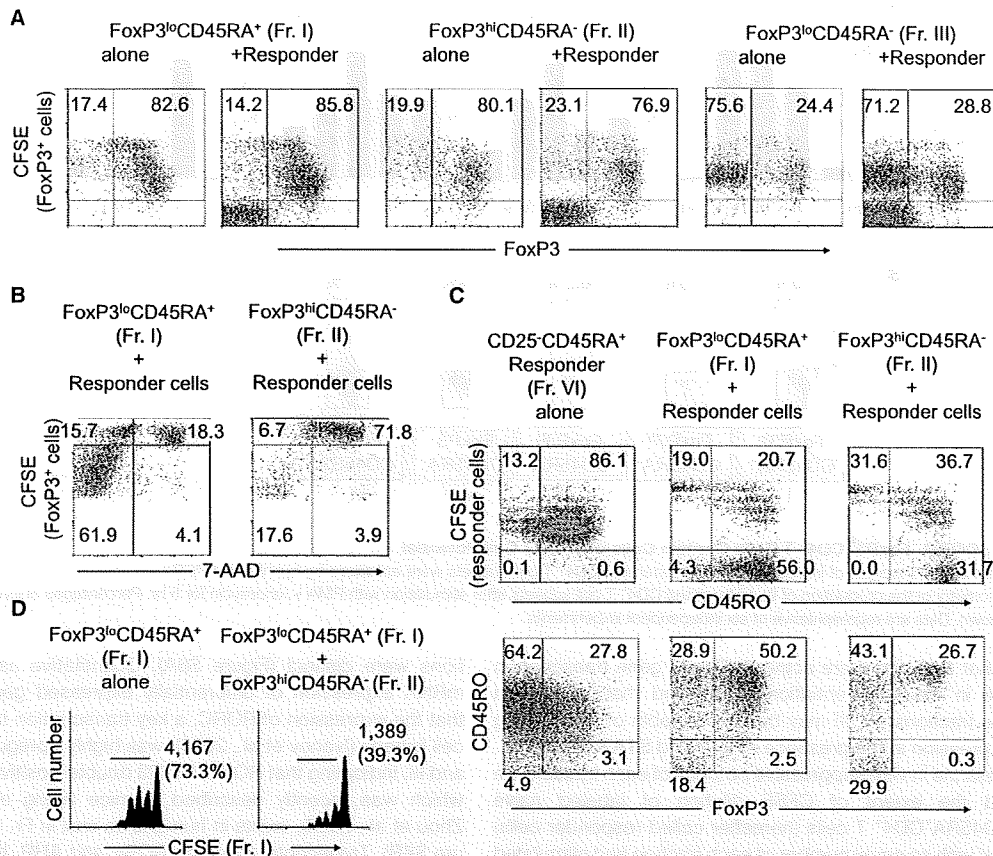 A
FoxP3loCD45RA+ (Fr. I)
alone +Responder
FoxP3hiCD45RA- (Fr. II)
alone +Responder
FoxP3loCD45RA- (Fr. III)
alone +Responder
17.4 82.6
14.2 85.8
19.9 80.1
23.1 76.9
75.6 24.4
71.2 28.8
CFSE
(FoxP3+ cells)
FoxP3
B
FoxP3loCD45RA+
(Fr. I)
+
Responder cells
FoxP3hiCD45RA-
(Fr. II)
+
Responder cells
15.7 18.3
61.9 4.1
6.7 71.8
17.6 3.9
CFSE
(FoxP3+ cells)
7-AAD
C
CD25-CD45RA+
Responder
(Fr. VI)
alone
FoxP3loCD45RA+
(Fr. I)
+
Responder cells
FoxP3hiCD45RA-
(Fr. II)
+
Responder cells
13.2 86.1
0.1 0.6
19.0 20.7
4.3 56.0
31.6 36.7
0.0 31.7
CFSE
(responder cells)
CD45RO
64.2 27.8
3.1
4.9
28.9 50.2
2.5
18.4
43.1 26.7
0.3
29.9
CD45RO
FoxP3
D
FoxP3loCD45RA+
(Fr. I)
alone
FoxP3loCD45RA+ (Fr. I)
+
FoxP3hiCD45RA- (Fr. II)
4,167
(73.3%)
1,389
(39.3%)
Cell number
CFSE (Fr. I)